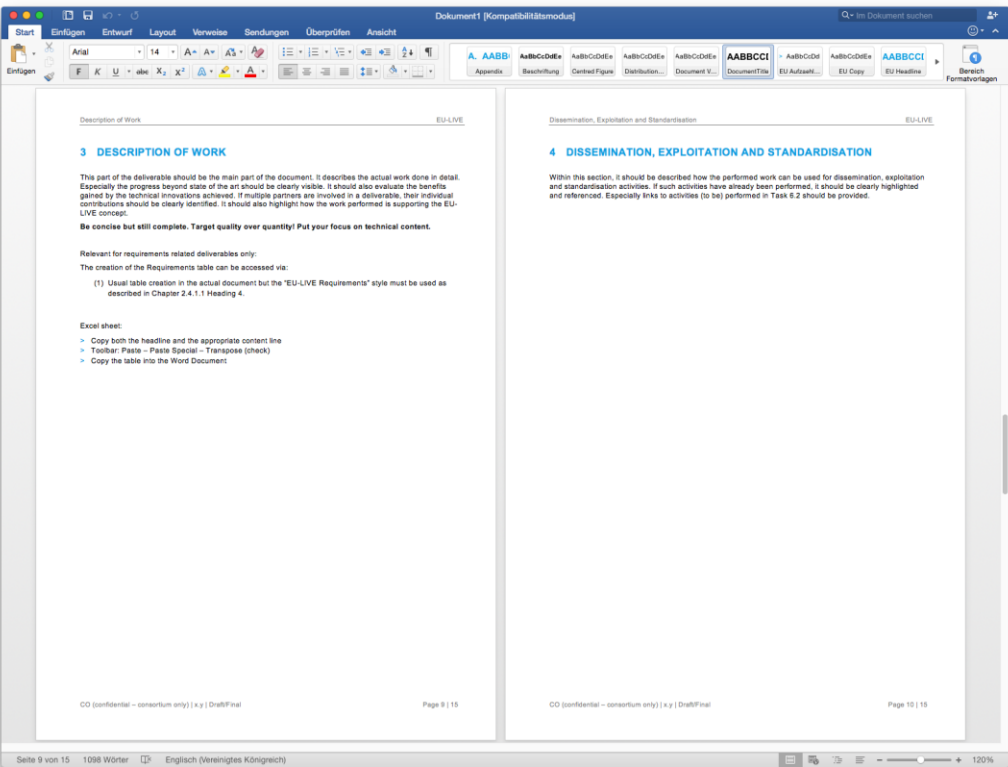 Dokument1 [Kompatibilitätsmodus]
Im Dokument suchen
Start Einfügen Entwurf Layout Verweise Sendungen Überprüfen Ansicht
Einfügen
Arial 14
F K U abc X₂ X²
A. AABB( AaBbCcDdEe AaBbCcDdEe AaBbCcDdEe AaBbCcDdEe AABBCCI AaBbCcDd AaBbCcDdEe AABBCCI
Appendix Beschriftung Centred Figure Distribution... Document V... DocumentTitle EU Aufzaehl... EU Copy EU Headline
Bereich
Formatvorlagen
Description of Work EU-LIVE
3 DESCRIPTION OF WORK
This part of the deliverable should be the main part of the document. It describes the actual work done in detail.
Especially the progress beyond state of the art should be clearly visible. It should also evaluate the benefits
gained by the technical innovations achieved. If multiple partners are involved in a deliverable, their individual
contributions should be clearly identified. It should also highlight how the work performed is supporting the EU-
LIVE concept.
Be concise but still complete. Target quality over quantity! Put your focus on technical content.
Relevant for requirements related deliverables only:
The creation of the Requirements table can be accessed via:
(1) Usual table creation in the actual document but the "EU-LIVE Requirements" style must be used as
described in Chapter 2.4.1.1 Heading 4.
Excel sheet:
> Copy both the headline and the appropriate content line
> Toolbar: Paste – Paste Special – Transpose (check)
> Copy the table into the Word Document
CO (confidential – consortium only) | x.y | Draft/Final Page 9 | 15
Dissemination, Exploitation and Standardisation EU-LIVE
4 DISSEMINATION, EXPLOITATION AND STANDARDISATION
Within this section, it should be described how the performed work can be used for dissemination, exploitation
and standardisation activities. If such activities have already been performed, it should be clearly highlighted
and referenced. Especially links to activities (to be) performed in Task 6.2 should be provided.
CO (confidential – consortium only) | x.y | Draft/Final Page 10 | 15
Seite 9 von 15 1098 Wörter Englisch (Vereinigtes Königreich) 120%